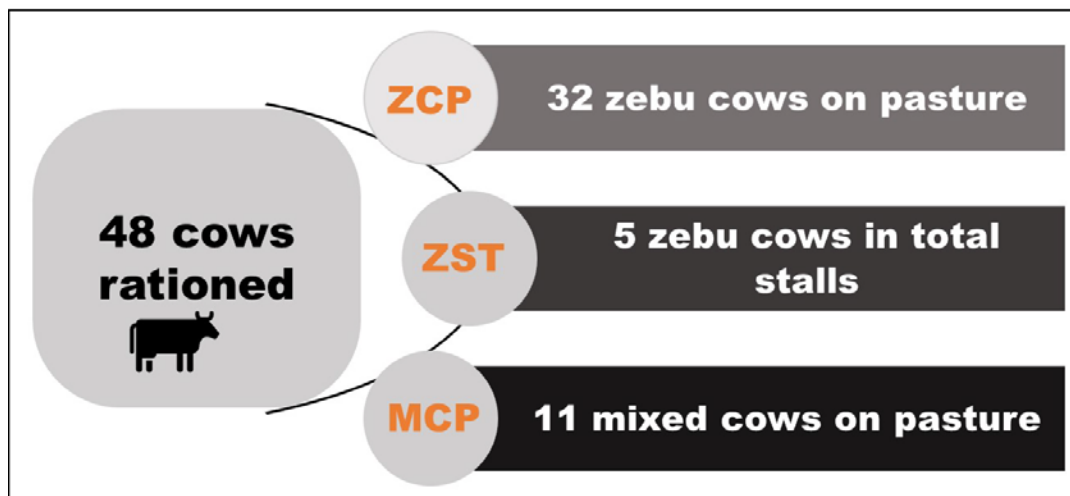 48 cows
rationed
ZCP
32 zebu cows on pasture
ZST
5 zebu cows in total
stalls
MCP
11 mixed cows on pasture